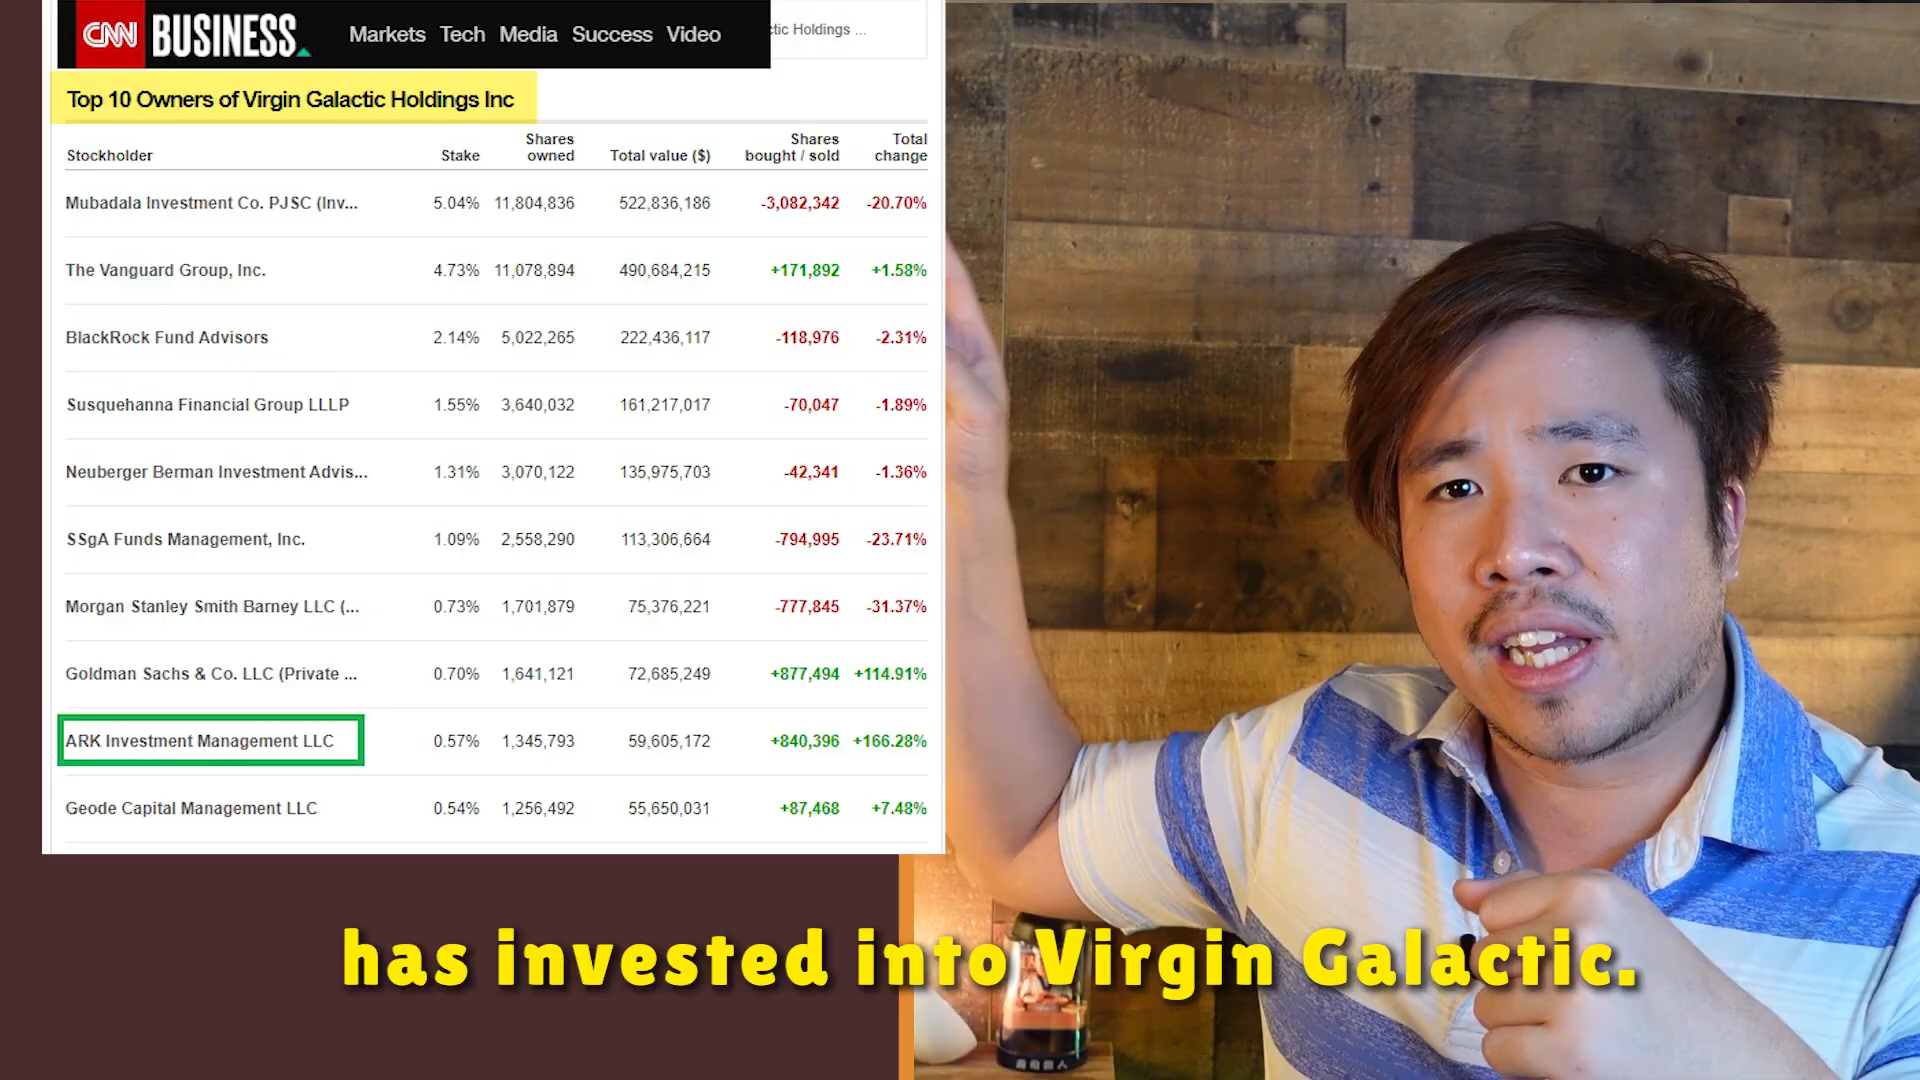 CNN BUSINESS Markets Tech Media Success Video
ctic Holdings ...
Top 10 Owners of Virgin Galactic Holdings Inc
Stockholder Stake Shares owned Total value ($) Shares bought / sold Total change
Mubadala Investment Co. PJSC (Inv... 5.04% 11,804,836 522,836,186 -3,082,342 -20.70%
The Vanguard Group, Inc. 4.73% 11,078,894 490,684,215 +171,892 +1.58%
BlackRock Fund Advisors 2.14% 5,022,265 222,436,117 -118,976 -2.31%
Susquehanna Financial Group LLLP 1.55% 3,640,032 161,217,017 -70,047 -1.89%
Neuberger Berman Investment Advis... 1.31% 3,070,122 135,975,703 -42,341 -1.36%
SSgA Funds Management, Inc. 1.09% 2,558,290 113,306,664 -794,995 -23.71%
Morgan Stanley Smith Barney LLC (... 0.73% 1,701,879 75,376,221 -777,845 -31.37%
Goldman Sachs & Co. LLC (Private ... 0.70% 1,641,121 72,685,249 +877,494 +114.91%
ARK Investment Management LLC 0.57% 1,345,793 59,605,172 +840,396 +166.28%
Geode Capital Management LLC 0.54% 1,256,492 55,650,031 +87,468 +7.48%
has invested into Virgin Galactic.